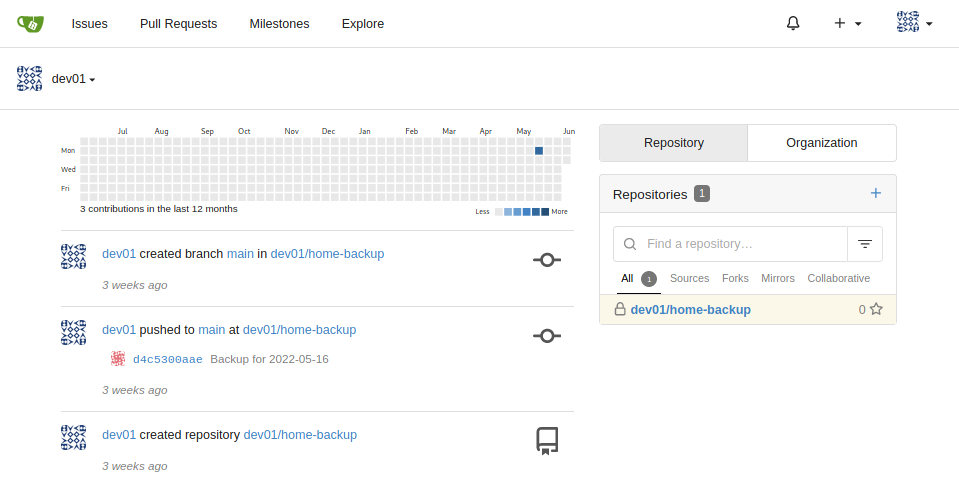 Issues Pull Requests Milestones Explore
dev01
Jul Aug Sep Oct Nov Dec Jan Feb Mar Apr May Jun
Mon
Wed
Fri
3 contributions in the last 12 months Less More
dev01 created branch main in dev01/home-backup
3 weeks ago
dev01 pushed to main at dev01/home-backup
d4c5300aae Backup for 2022-05-16
3 weeks ago
dev01 created repository dev01/home-backup
3 weeks ago
Repository Organization
Repositories 1
Find a repository...
All 1 Sources Forks Mirrors Collaborative
dev01/home-backup 0